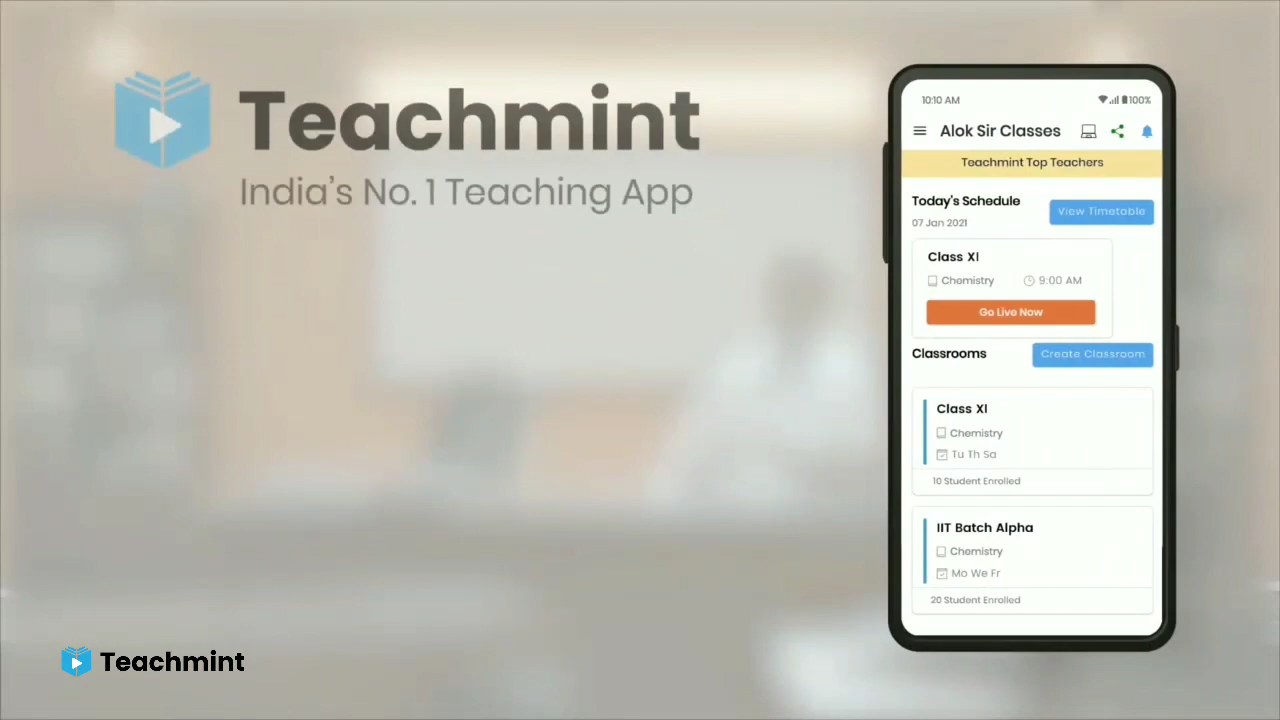 Teachmint
India's No. 1 Teaching App
10:10 AM 100%
Alok Sir Classes
Teachmint Top Teachers
Today's Schedule
View Timetable
07 Jan 2021
Class XI
Chemistry 9:00 AM
Go Live Now
Classrooms
Create Classroom
Class XI
Chemistry
Tu Th Sa
10 Student Enrolled
IIT Batch Alpha
Chemistry
Mo We Fr
20 Student Enrolled
Teachmint